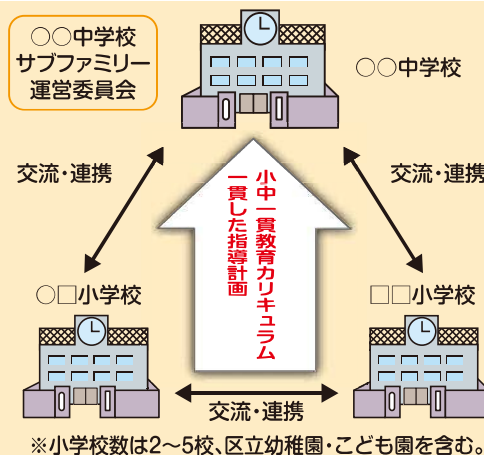 ○○中学校
サブファミリー
運営委員会
○○中学校
交流・連携
交流・連携
小中一貫教育カリキュラム
一貫した指導計画
○□小学校
□□小学校
交流・連携
※小学校数は2～5校、区立幼稚園・こども園を含む。